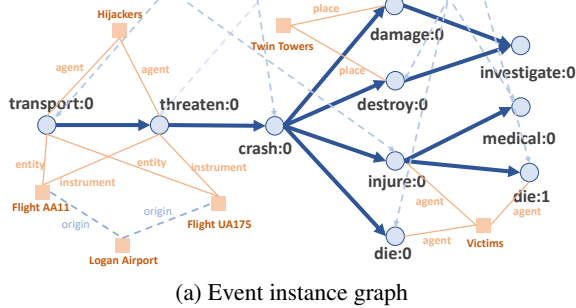 Hijackers
place
Twin Towers
damage:0
agent
agent
place
investigate:0
transport:0
threaten:0
destroy:0
crash:0
medical:0
entity
entity
instrument
instrument
injure:0
Flight AA11
Flight UA175
agent
die:1
agent
origin
origin
Victims
agent
Logan Airport
die:0
(a) Event instance graph